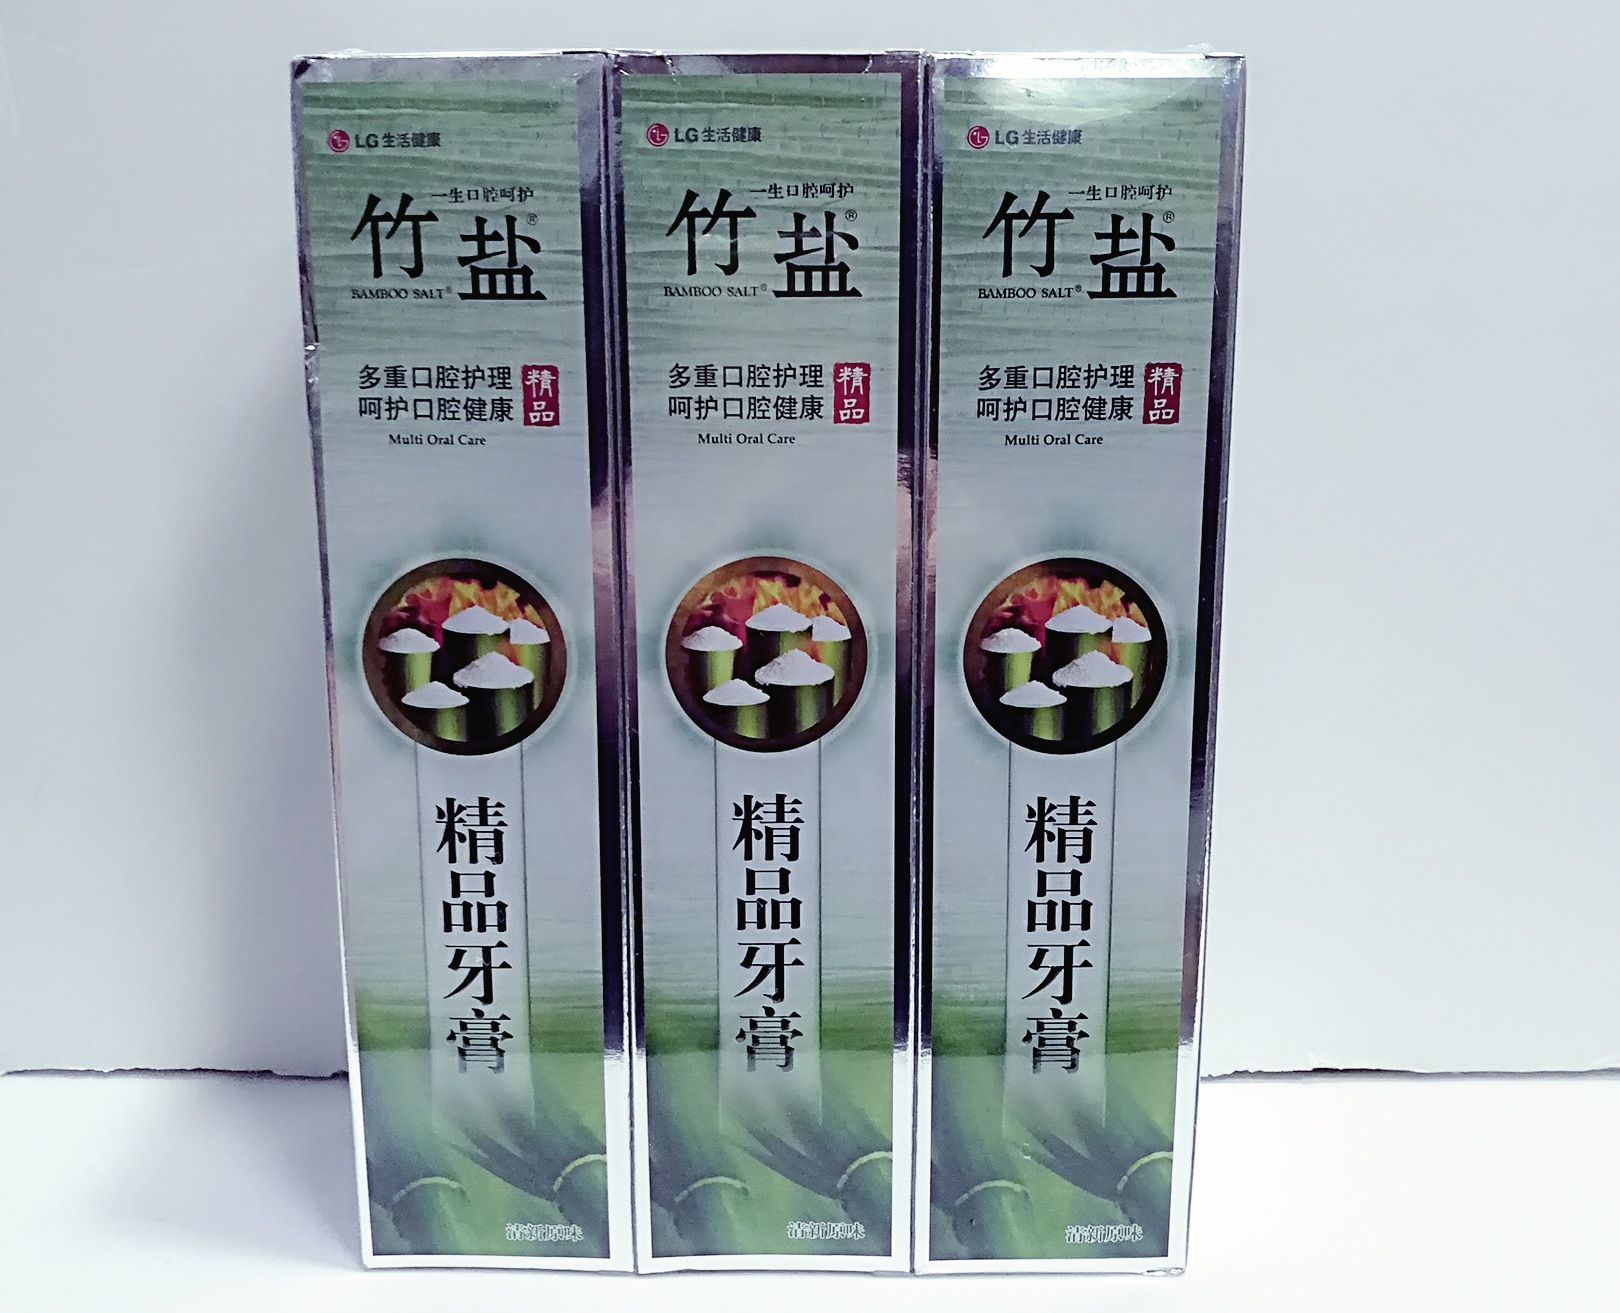 LG生活健康
一生口腔呵护
竹盐®
BAMBOO SALT®
多重口腔护理
呵护口腔健康
精品
Multi Oral Care
精品牙膏
清新原味
LG生活健康
一生口腔呵护
竹盐®
BAMBOO SALT®
多重口腔护理
呵护口腔健康
精品
Multi Oral Care
精品牙膏
清新原味
LG生活健康
一生口腔呵护
竹盐®
BAMBOO SALT®
多重口腔护理
呵护口腔健康
精品
Multi Oral Care
精品牙膏
清新原味